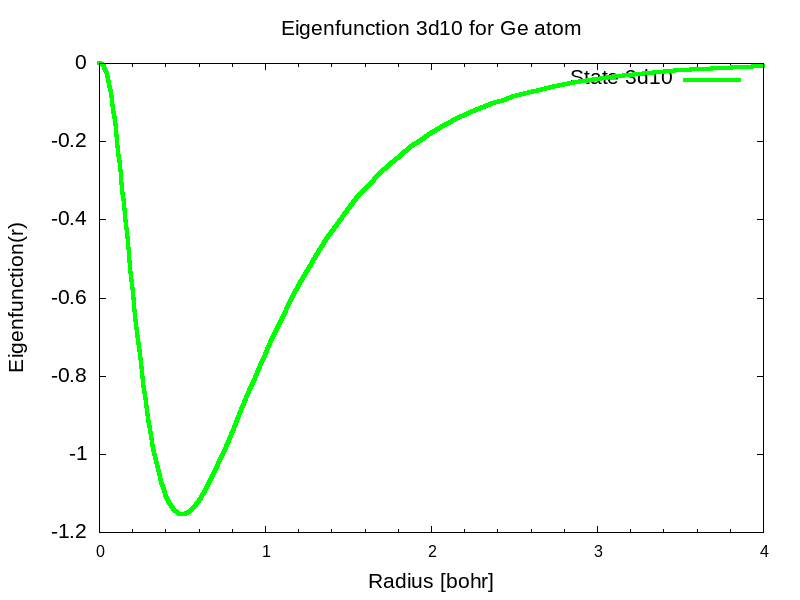 Eigenfunction 3d10 for Ge atom
State 3d10
0
-0.2
-0.4
-0.6
-0.8
-1
-1.2
Eigenfunction(r)
0 1 2 3 4
Radius [bohr]